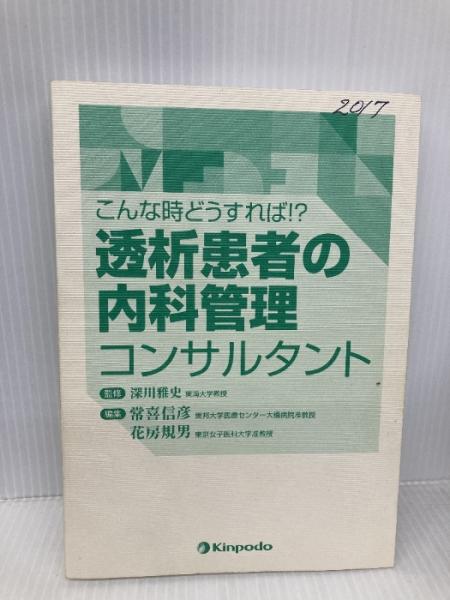 2017
こんな時どうすれば!?
透析患者の
内科管理
コンサルタント
監修 深川雅史 東海大学教授
編集 常喜信彦 東邦大学医療センター大橋病院准教授
花房規男 東京女子医科大学准教授
Kinpodo